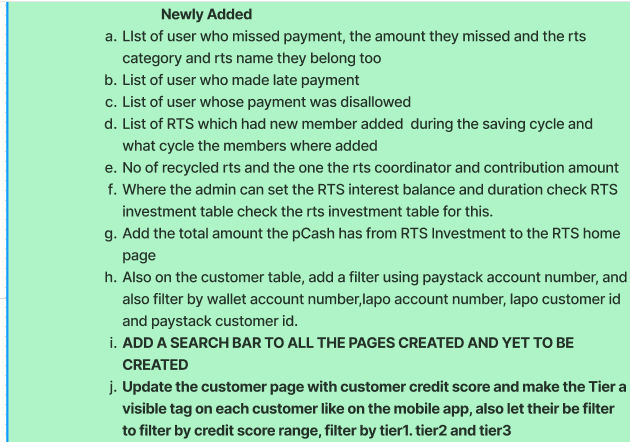 Newly Added
a. LIst of user who missed payment, the amount they missed and the rts
category and rts name they belong too
b. List of user who made late payment
c. List of user whose payment was disallowed
d. List of RTS which had new member added during the saving cycle and
what cycle the members where added
e. No of recycled rts and the one the rts coordinator and contribution amount
f. Where the admin can set the RTS interest balance and duration check RTS
investment table check the rts investment table for this.
g. Add the total amount the pCash has from RTS Investment to the RTS home
page
h. Also on the customer table, add a filter using paystack account number, and
also filter by wallet account number,lapo account number, lapo customer id
and paystack customer id.
i. ADD A SEARCH BAR TO ALL THE PAGES CREATED AND YET TO BE
CREATED
j. Update the customer page with customer credit score and make the Tier a
visible tag on each customer like on the mobile app, also let their be filter
to filter by credit score range, filter by tier1. tier2 and tier3